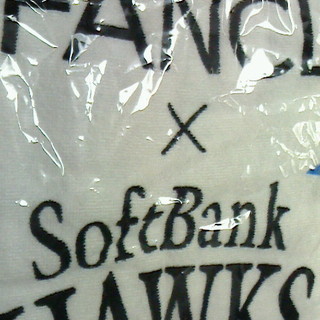 FANCL
×
SoftBank
HAWKS